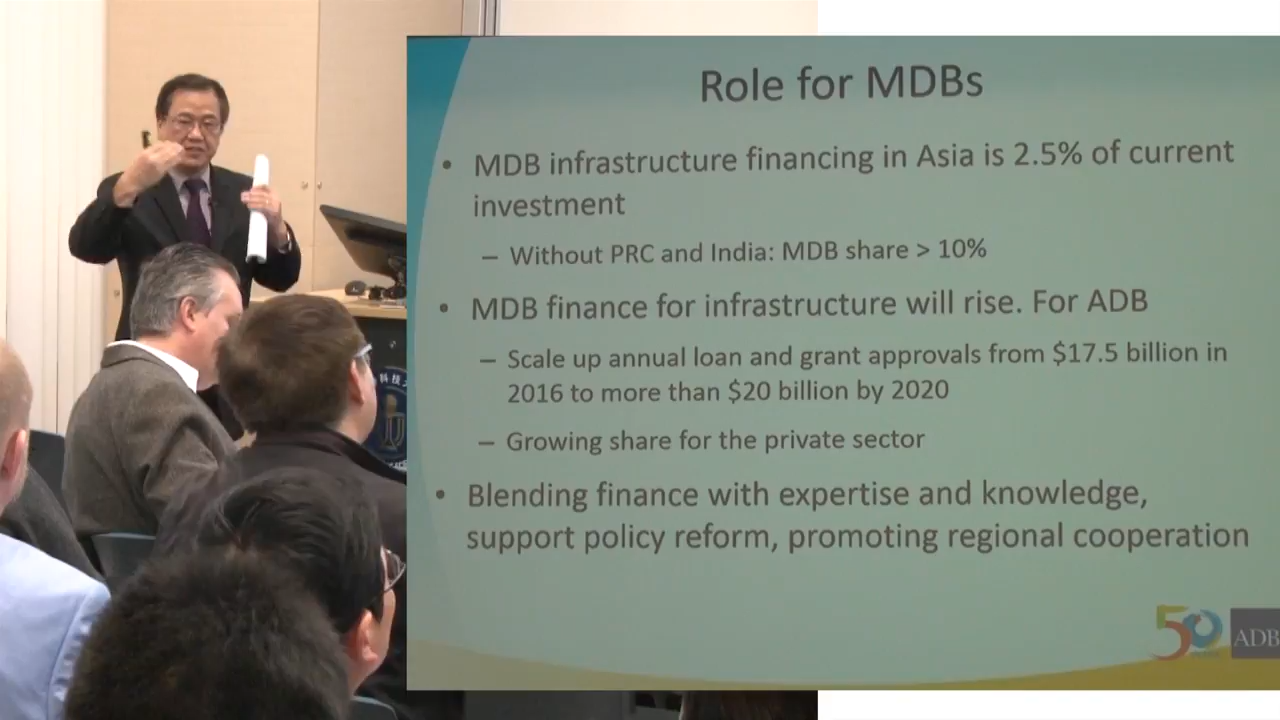 Role for MDBs
• MDB infrastructure financing in Asia is 2.5% of current
investment
– Without PRC and India: MDB share > 10%
• MDB finance for infrastructure will rise. For ADB
– Scale up annual loan and grant approvals from $17.5 billion in
2016 to more than $20 billion by 2020
– Growing share for the private sector
• Blending finance with expertise and knowledge,
support policy reform, promoting regional cooperation
50 ADB
科技